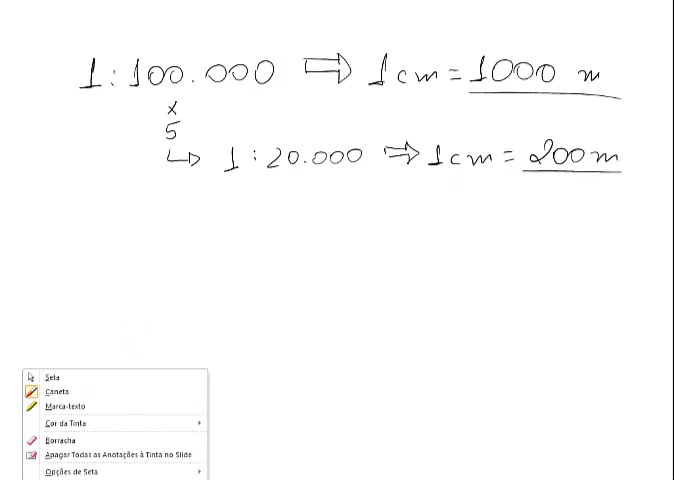 1 : 100.000 ⇒ 1 cm = 1000 m
x
5
↳ 1 : 20.000 ⇒ 1 cm = 200 m
Seta
Caneta
Marca-texto
Cor da Tinta
Borracha
Apagar Todas as Anotações à Tinta no Slide
Opções de Seta